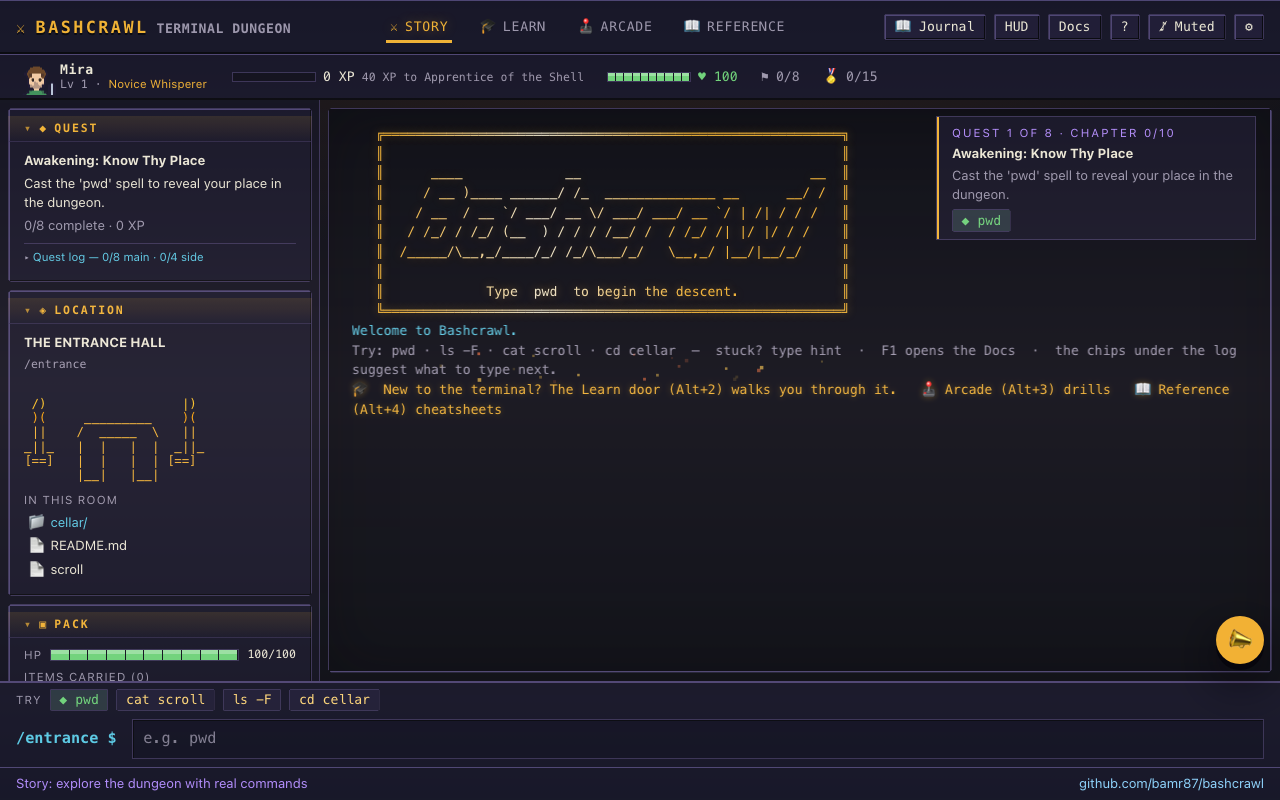 BASHCRAWL TERMINAL DUNGEON
STORY
LEARN
ARCADE
REFERENCE
Journal
HUD
Docs
?
Muted
Mira
Lv 1 · Novice Whisperer
0 XP 40 XP to Apprentice of the Shell
♥ 100
0/8
0/15
QUEST
Awakening: Know Thy Place
Cast the 'pwd' spell to reveal your place in
the dungeon.
0/8 complete · 0 XP
Quest log — 0/8 main · 0/4 side
LOCATION
THE ENTRANCE HALL
/entrance
IN THIS ROOM
cellar/
README.md
scroll
PACK
HP 100/100
ITEMS CARRIED (0)
Type pwd to begin the descent.
Welcome to Bashcrawl.
Try: pwd · ls -F · cat scroll · cd cellar — stuck? type hint · F1 opens the Docs · the chips under the log
suggest what to type next.
New to the terminal? The Learn door (Alt+2) walks you through it. Arcade (Alt+3) drills Reference
(Alt+4) cheatsheets
QUEST 1 OF 8 · CHAPTER 0/10
Awakening: Know Thy Place
Cast the 'pwd' spell to reveal your place in the
dungeon.
◆ pwd
TRY ◆ pwd cat scroll ls -F cd cellar
/entrance $ e.g. pwd
Story: explore the dungeon with real commands
github.com/bamr87/bashcrawl